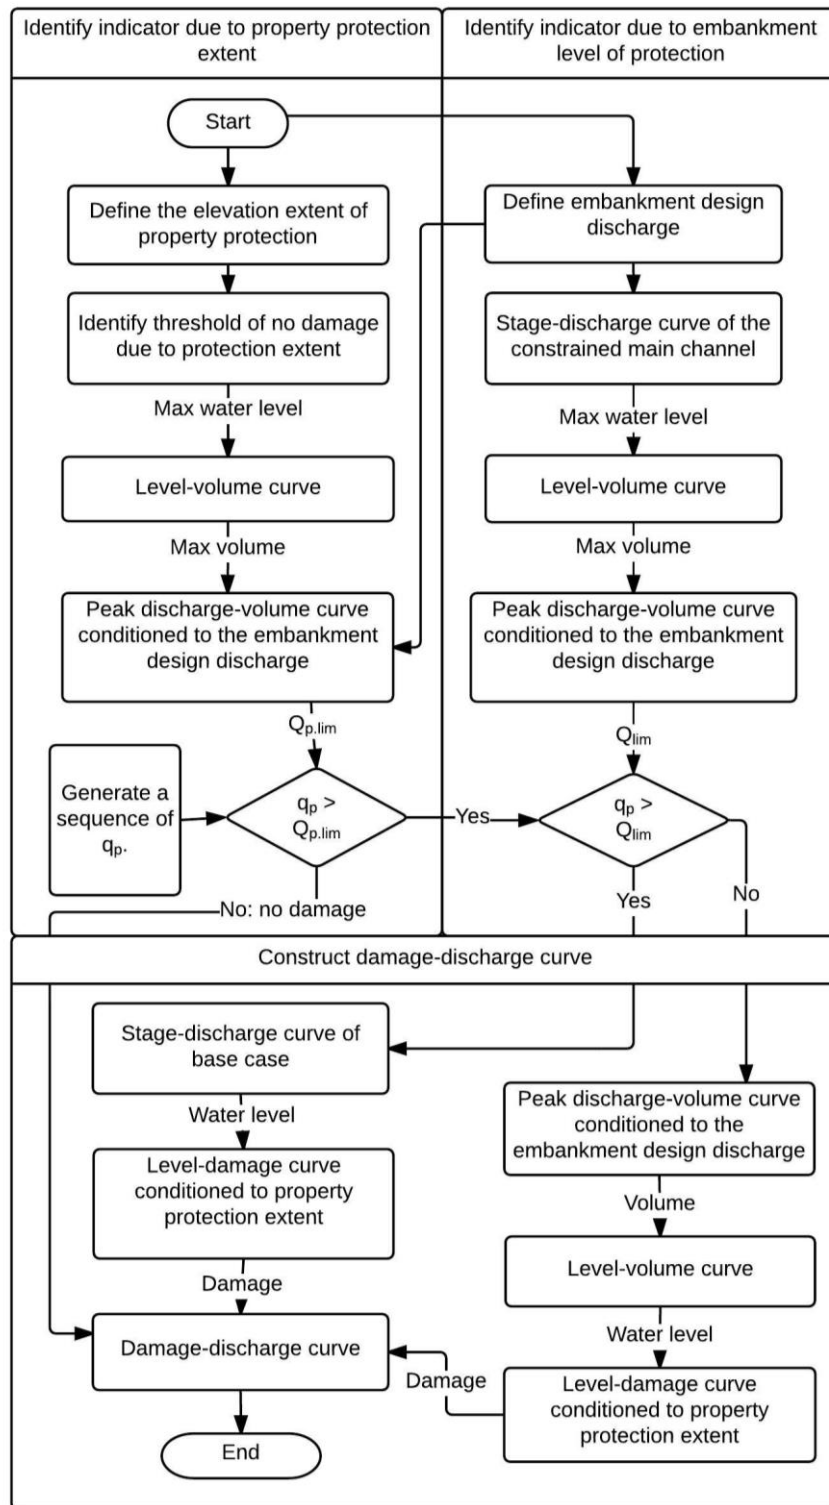 Identify indicator due to property protection
extent
Identify indicator due to embankment
level of protection
Start
Define the elevation extent of
property protection
Identify threshold of no damage
due to protection extent
Max water level
Level-volume curve
Max volume
Peak discharge-volume curve
conditioned to the embankment
design discharge
Qp.lim
Generate a
sequence of
qp.
qp >
Qp.lim
No: no damage
Yes
Define embankment design
discharge
Stage-discharge curve of the
constrained main channel
Max water level
Level-volume curve
Max volume
Peak discharge-volume curve
conditioned to the embankment
design discharge
Qlim
qp >
Qlim
Yes
No
Construct damage-discharge curve
Stage-discharge curve of
base case
Water level
Level-damage curve
conditioned to property
protection extent
Damage
Damage-discharge curve
End
Peak discharge-volume curve
conditioned to the
embankment design discharge
Volume
Level-volume curve
Water level
Level-damage curve
conditioned to property
protection extent
Damage